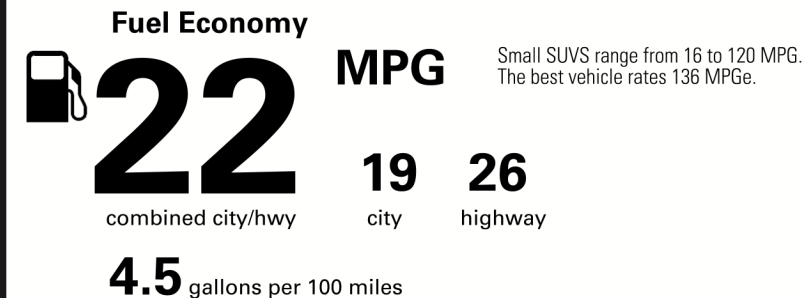 Fuel Economy
22 MPG
Small SUVS range from 16 to 120 MPG.
The best vehicle rates 136 MPGe.
19 26
combined city/hwy city highway
4.5 gallons per 100 miles